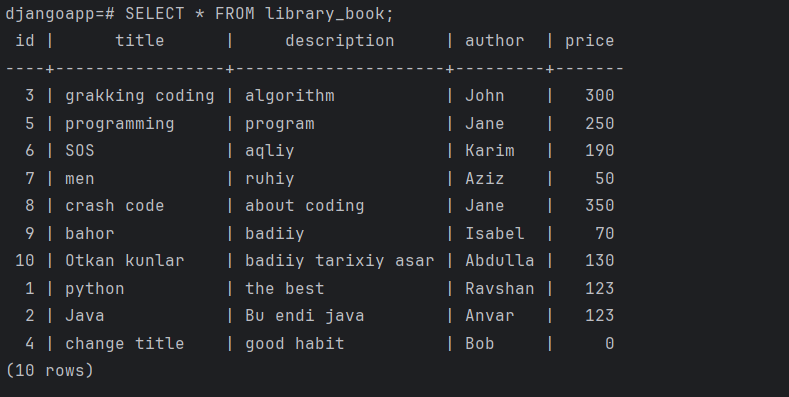 djangoapp=# SELECT * FROM library_book;
 id |      title      |     description     | author  | price
----+-----------------+---------------------+---------+-------
  3 | grakking coding | algorithm           | John    |   300
  5 | programming     | program             | Jane    |   250
  6 | SOS             | aqliy               | Karim   |   190
  7 | men             | ruhiy               | Aziz    |    50
  8 | crash code      | about coding        | Jane    |   350
  9 | bahor           | badiiy              | Isabel  |    70
 10 | Otkan kunlar    | badiiy tarixiy asar | Abdulla |   130
  1 | python          | the best            | Ravshan |   123
  2 | Java            | Bu endi java        | Anvar   |   123
  4 | change title    | good habit          | Bob     |     0
(10 rows)